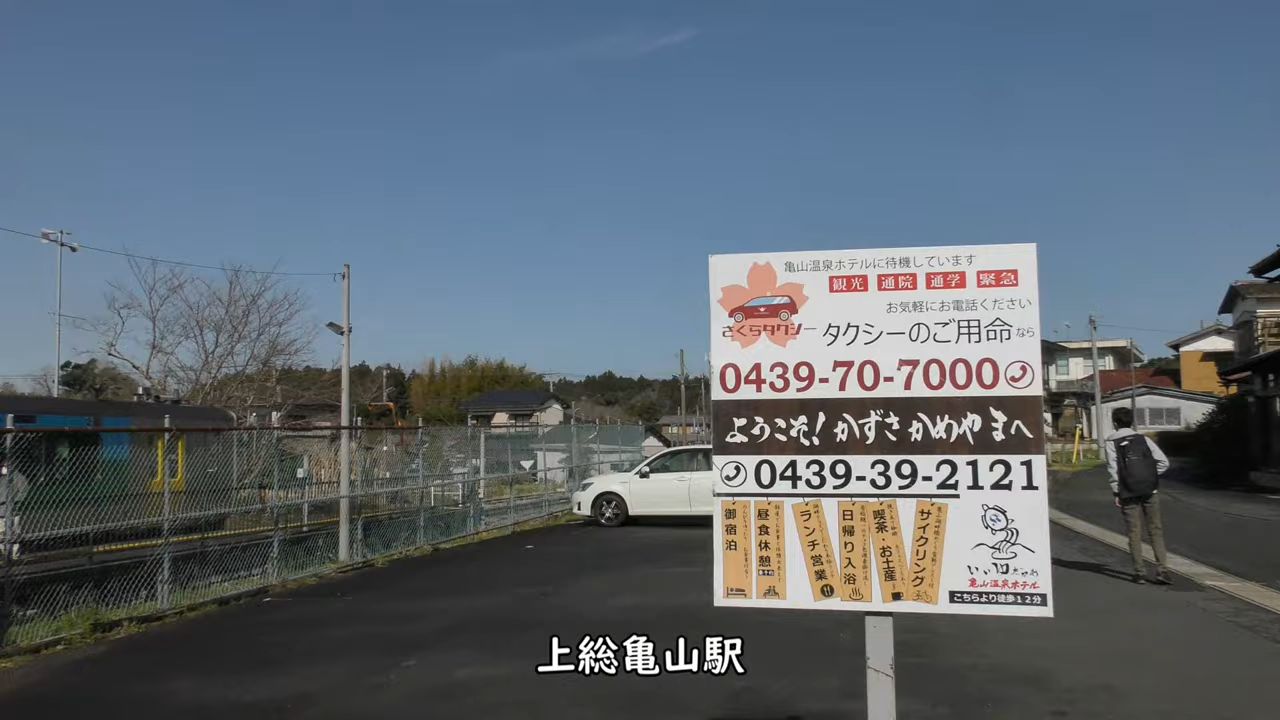 亀山温泉ホテルに待機しています
観光 通院 通学 緊急
お気軽にお電話ください
さくらタクシー
タクシーのご用命なら
0439-70-7000
ようこそ!かずさかめやまへ
0439-39-2121
御宿泊
昼食休憩
ランチ営業
日帰り入浴
喫茶・お土産
サイクリング
亀山温泉ホテル
こちらより徒歩12分
上総亀山駅